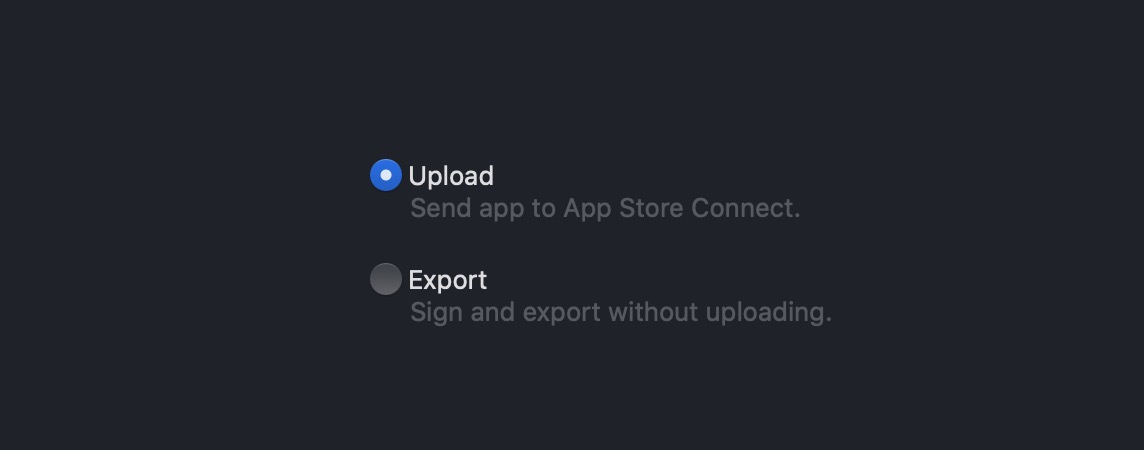 Upload
Send app to App Store Connect.
Export
Sign and export without uploading.